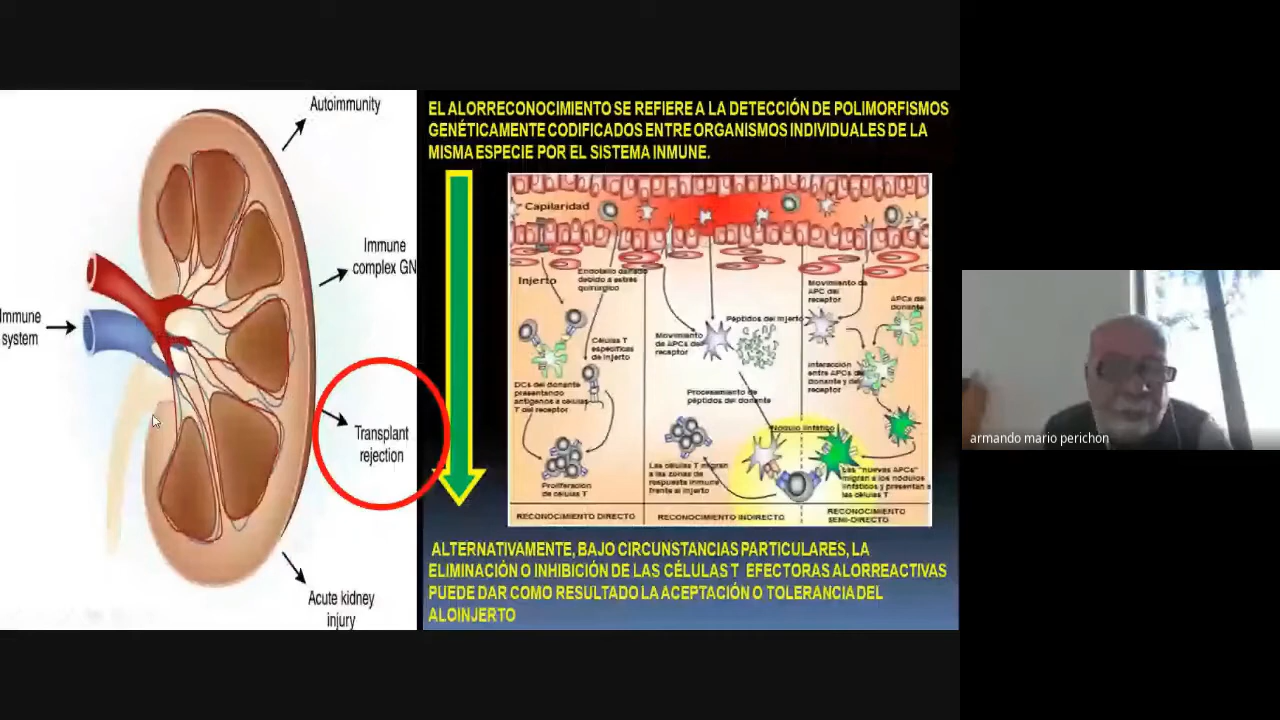 Autoimmunity
Immune
complex GN
Immune
system
Transplant
rejection
Acute kidney
injury
EL ALORRECONOCIMIENTO SE REFIERE A LA DETECCIÓN DE POLIMORFISMOS
GENÉTICAMENTE CODIFICADOS ENTRE ORGANISMOS INDIVIDUALES DE LA
MISMA ESPECIE POR EL SISTEMA INMUNE.
Capilaridad
Injerto
Endotelio dañado
debido a estrés
quirúrgico
Células T
específicas
de injerto
DCs del donante
presentando
antígenos a células
T del receptor
Proliferación
de células T
RECONOCIMIENTO DIRECTO
Movimiento
de APCs del
receptor
Péptidos del injerto
Procesamiento de
péptidos del donante
Nódulo linfático
Las células T migran
a las zonas de
respuesta inmune
frente al injerto
RECONOCIMIENTO INDIRECTO
Movimiento de
APC del
receptor
APCs del
donante
Interacción
entre APCs de
donante y del
receptor
Las "nuevas APCs"
migran a los nódulos
linfáticos y presentan a
las células T
RECONOCIMIENTO
SEMI-DIRECTO
ALTERNATIVAMENTE, BAJO CIRCUNSTANCIAS PARTICULARES, LA
ELIMINACIÓN O INHIBICIÓN DE LAS CÉLULAS T EFECTORAS ALORREACTIVAS
PUEDE DAR COMO RESULTADO LA ACEPTACIÓN O TOLERANCIA DEL
ALOINJERTO
armando mario perichon